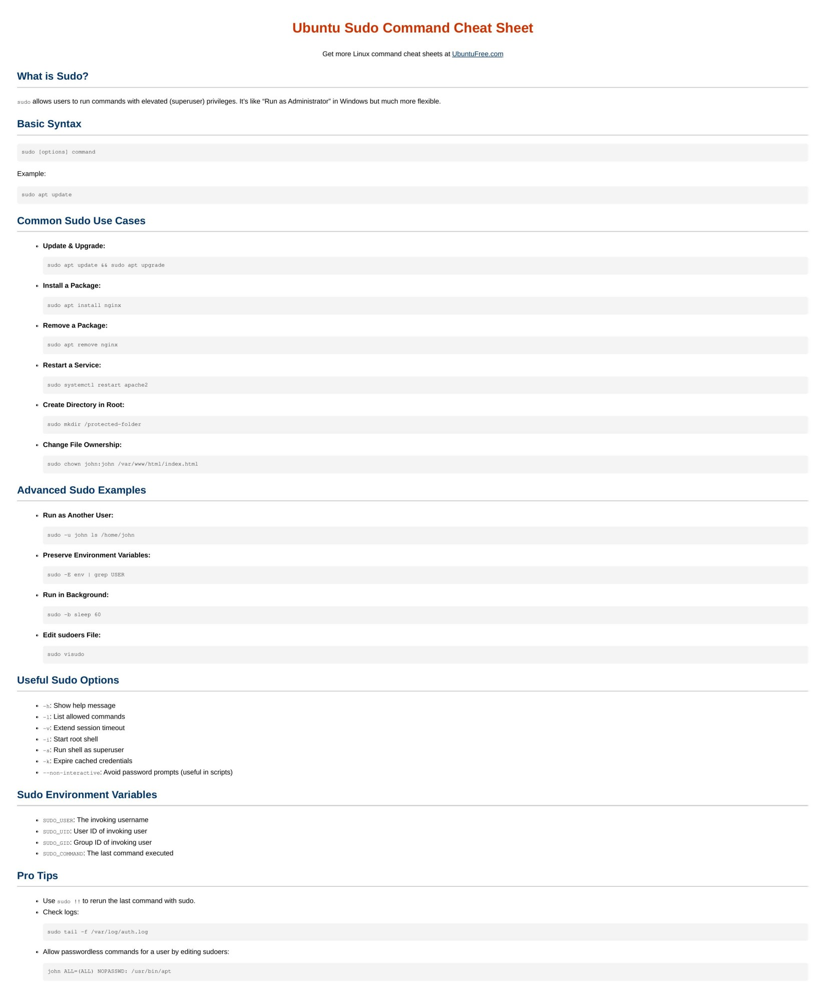 Ubuntu Sudo Command Cheat Sheet
Get more Linux command cheat sheets at UbuntuFree.com
What is Sudo?
sudo allows users to run commands with elevated (superuser) privileges. It’s like “Run as Administrator” in Windows but much more flexible.
Basic Syntax
sudo [options] command
Example:
sudo apt update
Common Sudo Use Cases
• Update & Upgrade:
sudo apt update && sudo apt upgrade
• Install a Package:
sudo apt install nginx
• Remove a Package:
sudo apt remove nginx
• Restart a Service:
sudo systemctl restart apache2
• Create Directory in Root:
sudo mkdir /protected-folder
• Change File Ownership:
sudo chown john:john /var/www/html/index.html
Advanced Sudo Examples
• Run as Another User:
sudo -u john ls /home/john
• Preserve Environment Variables:
sudo -E env | grep USER
• Run in Background:
sudo -b sleep 60
• Edit sudoers File:
sudo visudo
Useful Sudo Options
• -h: Show help message
• -l: List allowed commands
• -v: Extend session timeout
• -i: Start root shell
• -s: Run shell as superuser
• -k: Expire cached credentials
• --non-interactive: Avoid password prompts (useful in scripts)
Sudo Environment Variables
• SUDO_USER: The invoking username
• SUDO_UID: User ID of invoking user
• SUDO_GID: Group ID of invoking user
• SUDO_COMMAND: The last command executed
Pro Tips
• Use sudo !! to rerun the last command with sudo.
• Check logs:
sudo tail -f /var/log/auth.log
• Allow passwordless commands for a user by editing sudoers:
john ALL=(ALL) NOPASSWD: /usr/bin/apt